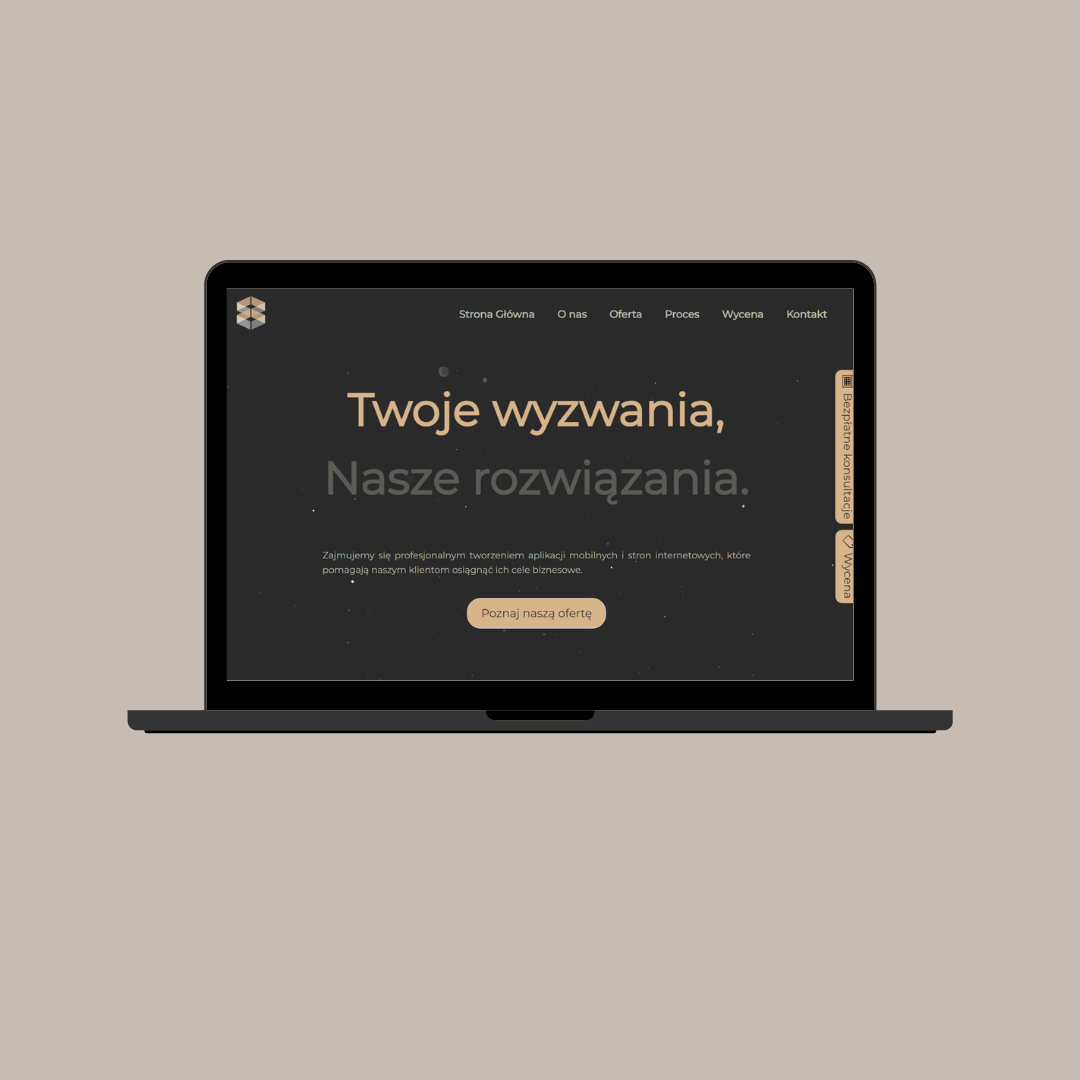 Strona Główna O nas Oferta Proces Wycena Kontakt
Twoje wyzwania,
Nasze rozwiązania.
Zajmujemy się profesjonalnym tworzeniem aplikacji mobilnych i stron internetowych, które
pomagają naszym klientom osiągnąć ich cele biznesowe.
Poznaj naszą ofertę
Bezpłatne konsultacje
Wycena